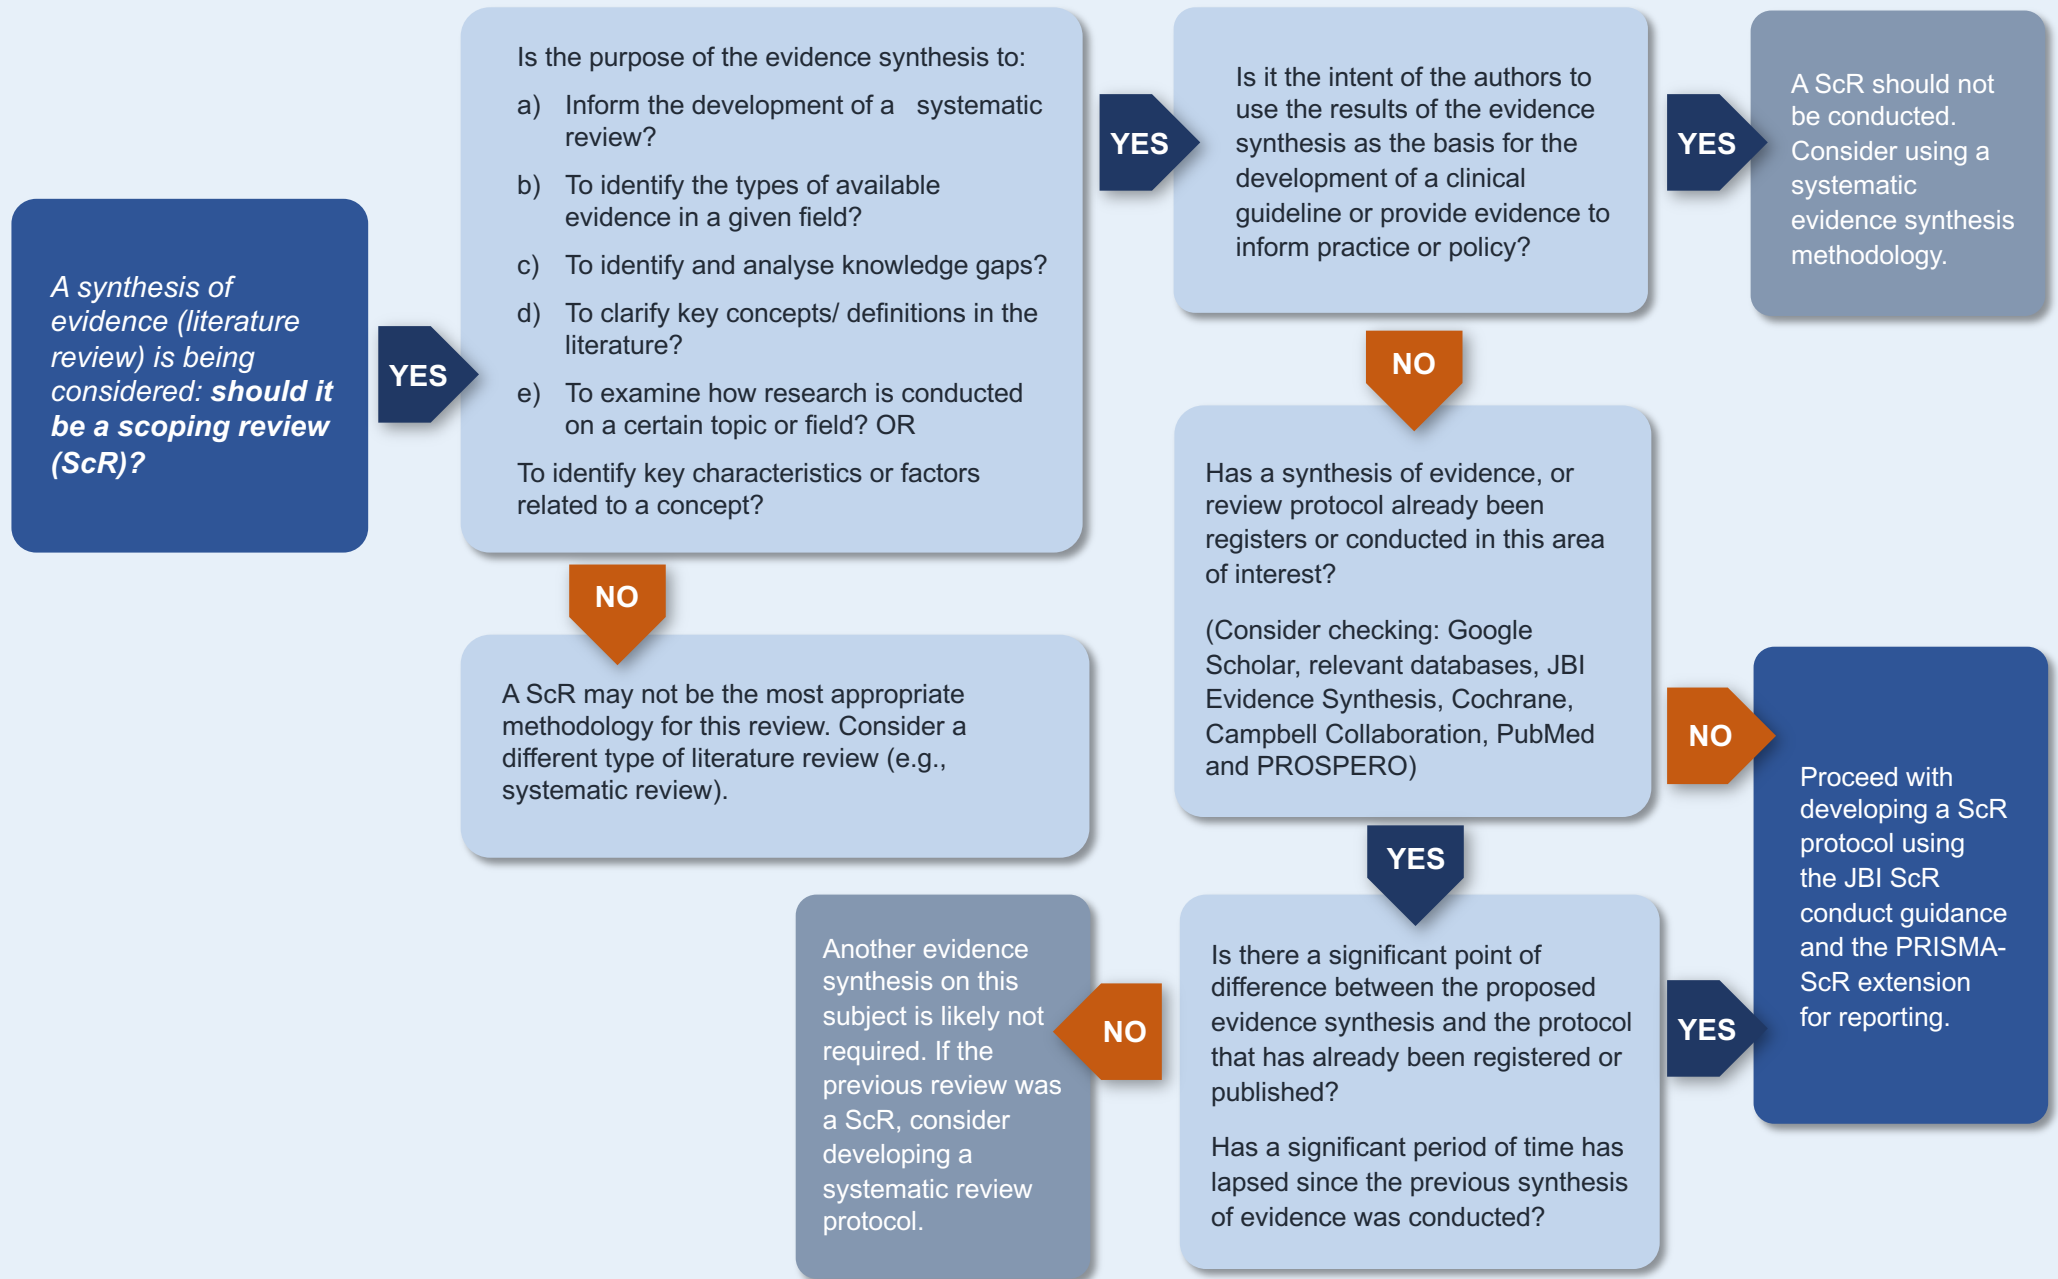 A synthesis of
evidence (literature
review) is being
considered: should it
be a scoping review
(ScR)?
YES
Is the purpose of the evidence synthesis to:
a) Inform the development of a systematic
review?
b) To identify the types of available
evidence in a given field?
c) To identify and analyse knowledge gaps?
d) To clarify key concepts/ definitions in the
literature?
e) To examine how research is conducted
on a certain topic or field? OR
To identify key characteristics or factors
related to a concept?
NO
A ScR may not be the most appropriate
methodology for this review. Consider a
different type of literature review (e.g.,
systematic review).
YES
Is it the intent of the authors to
use the results of the evidence
synthesis as the basis for the
development of a clinical
guideline or provide evidence to
inform practice or policy?
YES
A ScR should not
be conducted.
Consider using a
systematic
evidence synthesis
methodology.
NO
Has a synthesis of evidence, or
review protocol already been
registers or conducted in this area
of interest?
(Consider checking: Google
Scholar, relevant databases, JBI
Evidence Synthesis, Cochrane,
Campbell Collaboration, PubMed
and PROSPERO)
NO
Proceed with
developing a ScR
protocol using
the JBI ScR
conduct guidance
and the PRISMA-
ScR extension
for reporting.
YES
Is there a significant point of
difference between the proposed
evidence synthesis and the protocol
that has already been registered or
published?
Has a significant period of time has
lapsed since the previous synthesis
of evidence was conducted?
YES
NO
Another evidence
synthesis on this
subject is likely not
required. If the
previous review was
a ScR, consider
developing a
systematic review
protocol.